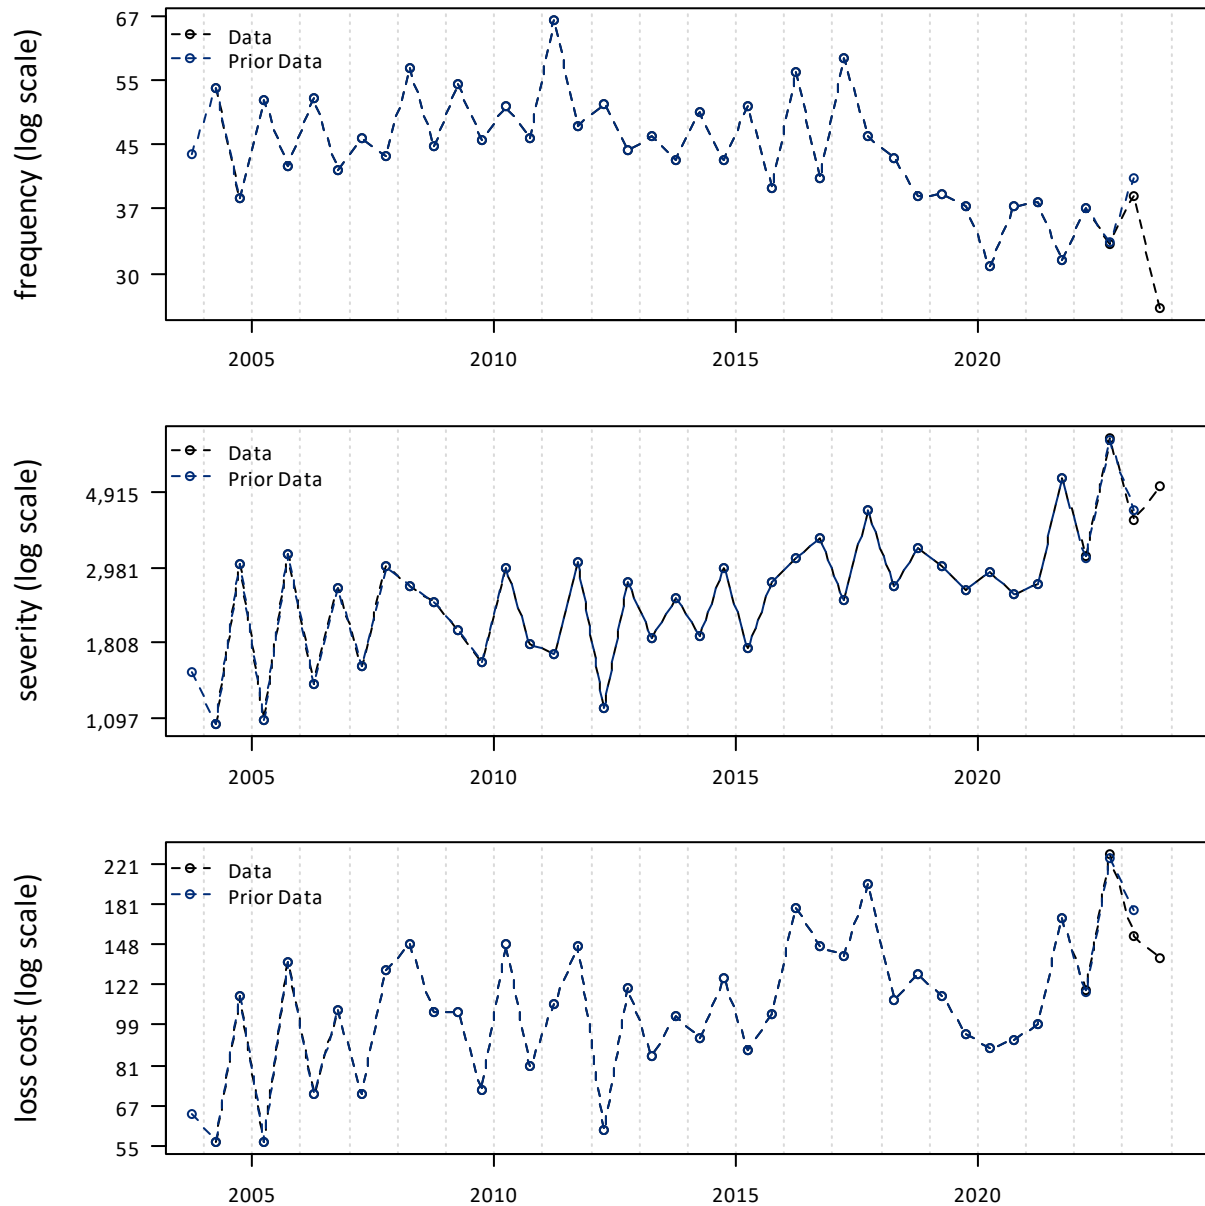 frequency (log scale)
67
55
45
37
30
Data
Prior Data
2005 2010 2015 2020
severity (log scale)
4,915
2,981
1,808
1,097
Data
Prior Data
2005 2010 2015 2020
loss cost (log scale)
221
181
148
122
99
81
67
55
Data
Prior Data
2005 2010 2015 2020